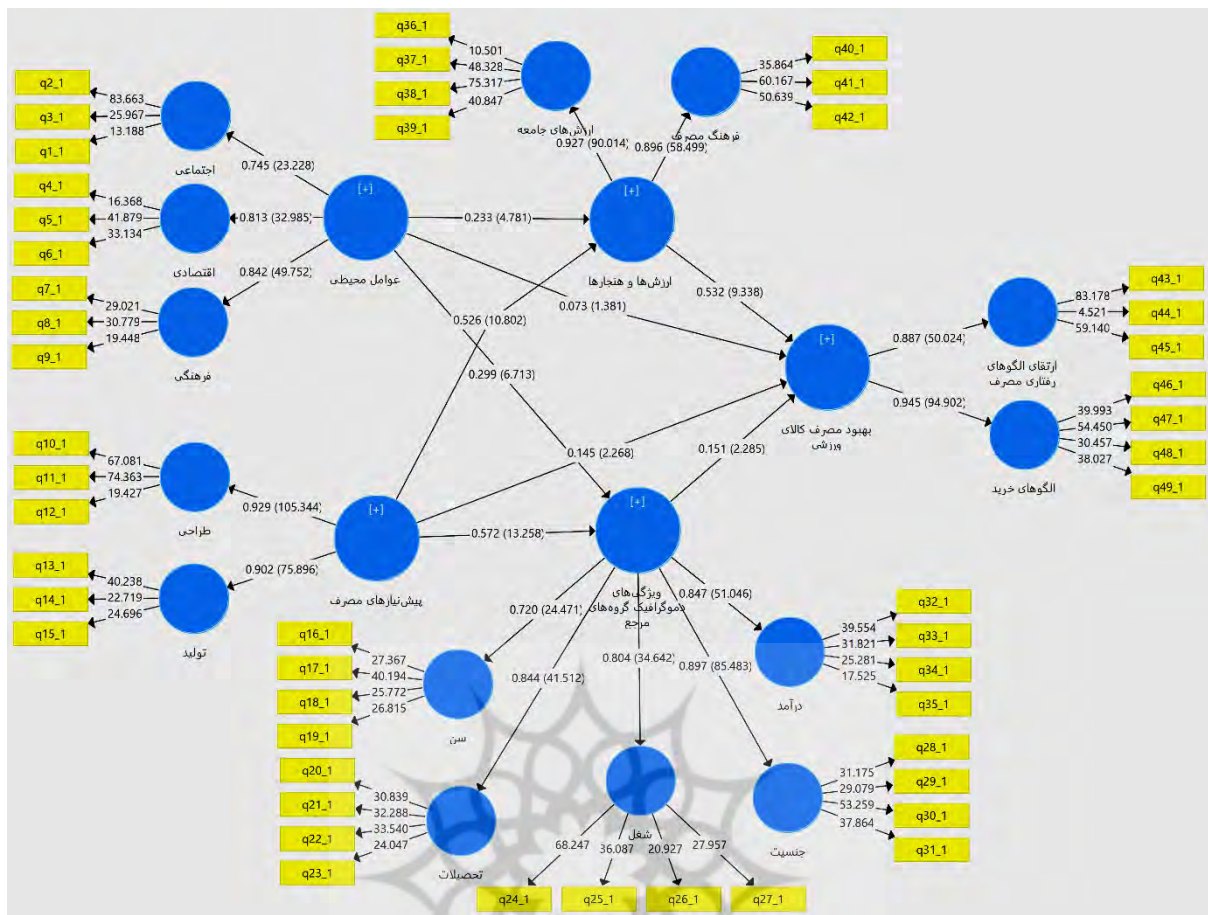 q36_1
q37_1
q38_1
q39_1
10.501
48.328
75.317
40.847
ارزش‌های جامعه
0.927 (90.014)
q40_1
q41_1
q42_1
35.864
60.167
50.639
فرهنگ مصرف
0.896 (58.499)
q2_1
q3_1
q1_1
83.663
25.967
13.188
اجتماعی
0.745 (23.228)
q4_1
q5_1
q6_1
16.368
41.879
33.134
اقتصادی
0.813 (32.985)
q7_1
q8_1
q9_1
29.021
30.779
19.448
فرهنگی
0.842 (49.752)
[+]
عوامل محیطی
0.233 (4.781)
[+]
ارزش‌ها و هنجارها
0.073 (1.381)
0.532 (9.338)
0.526 (10.802)
0.299 (6.713)
[+]
بهبود مصرف کالای
ورزشی
0.887 (50.024)
0.945 (94.902)
q43_1
q44_1
q45_1
83.178
4.521
59.140
ارتقای الگوهای
رفتاری مصرف
q46_1
q47_1
q48_1
q49_1
39.993
54.450
30.457
38.027
الگوهای خرید
0.145 (2.268)
0.151 (2.285)
q10_1
q11_1
q12_1
67.081
74.363
19.427
طراحی
0.929 (105.344)
q13_1
q14_1
q15_1
40.238
22.719
24.696
تولید
0.902 (75.896)
[+]
پیش‌نیازهای مصرف
0.572 (13.258)
[+]
ویژگی‌های
دموگرافیک گروه‌های
مرجع
0.720 (24.471)
0.844 (41.512)
0.804 (34.642)
0.897 (85.483)
0.847 (51.046)
q16_1
q17_1
q18_1
q19_1
27.367
40.194
25.772
26.815
سن
q20_1
q21_1
q22_1
q23_1
30.839
32.288
33.540
24.047
تحصیلات
شغل
68.247
36.087
20.927
27.957
q24_1
q25_1
q26_1
q27_1
q32_1
q33_1
q34_1
q35_1
39.554
31.821
25.281
17.525
درآمد
q28_1
q29_1
q30_1
q31_1
31.175
29.079
53.259
37.864
جنسیت